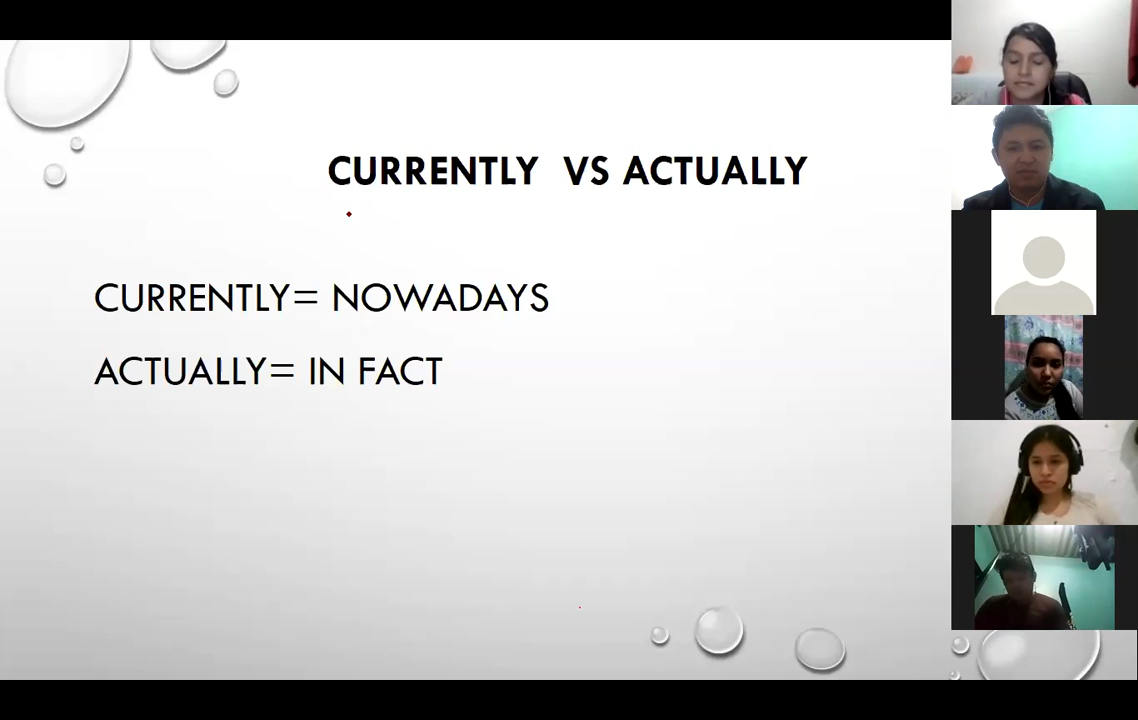 CURRENTLY VS ACTUALLY
CURRENTLY= NOWADAYS
ACTUALLY= IN FACT